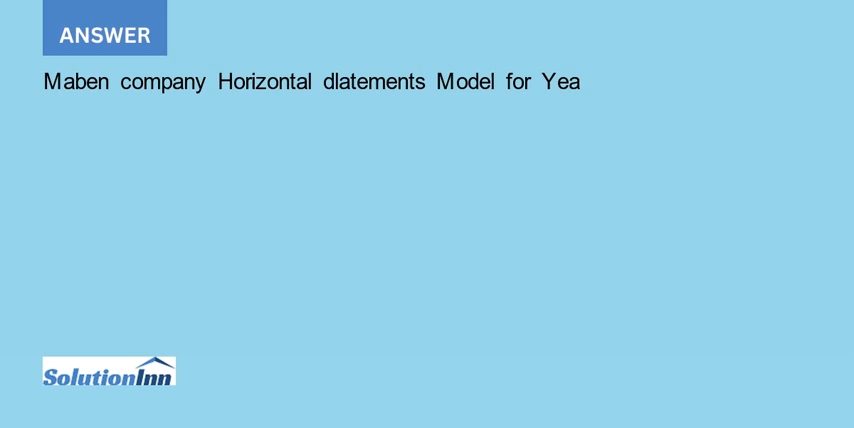 ANSWER
Maben company Horizontal dlatements Model for Yea
SolutionInn